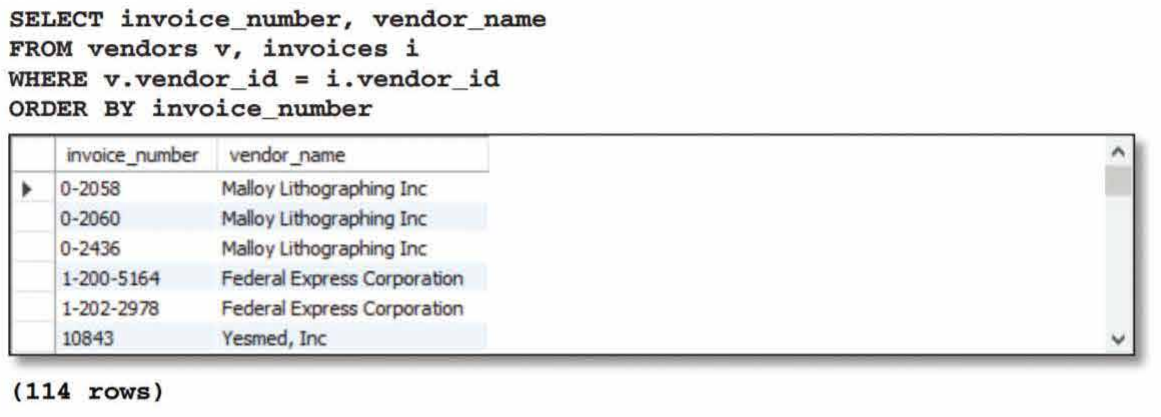 SELECT invoice_number, vendor_name
FROM vendors v, invoices i
WHERE v.vendor_id = i.vendor_id
ORDER BY invoice_number
invoice_number vendor_name
0-2058 Malloy Lithographing Inc
0-2060 Malloy Lithographing Inc
0-2436 Malloy Lithographing Inc
1-200-5164 Federal Express Corporation
1-202-2978 Federal Express Corporation
10843 Yesmed, Inc
(114 rows)